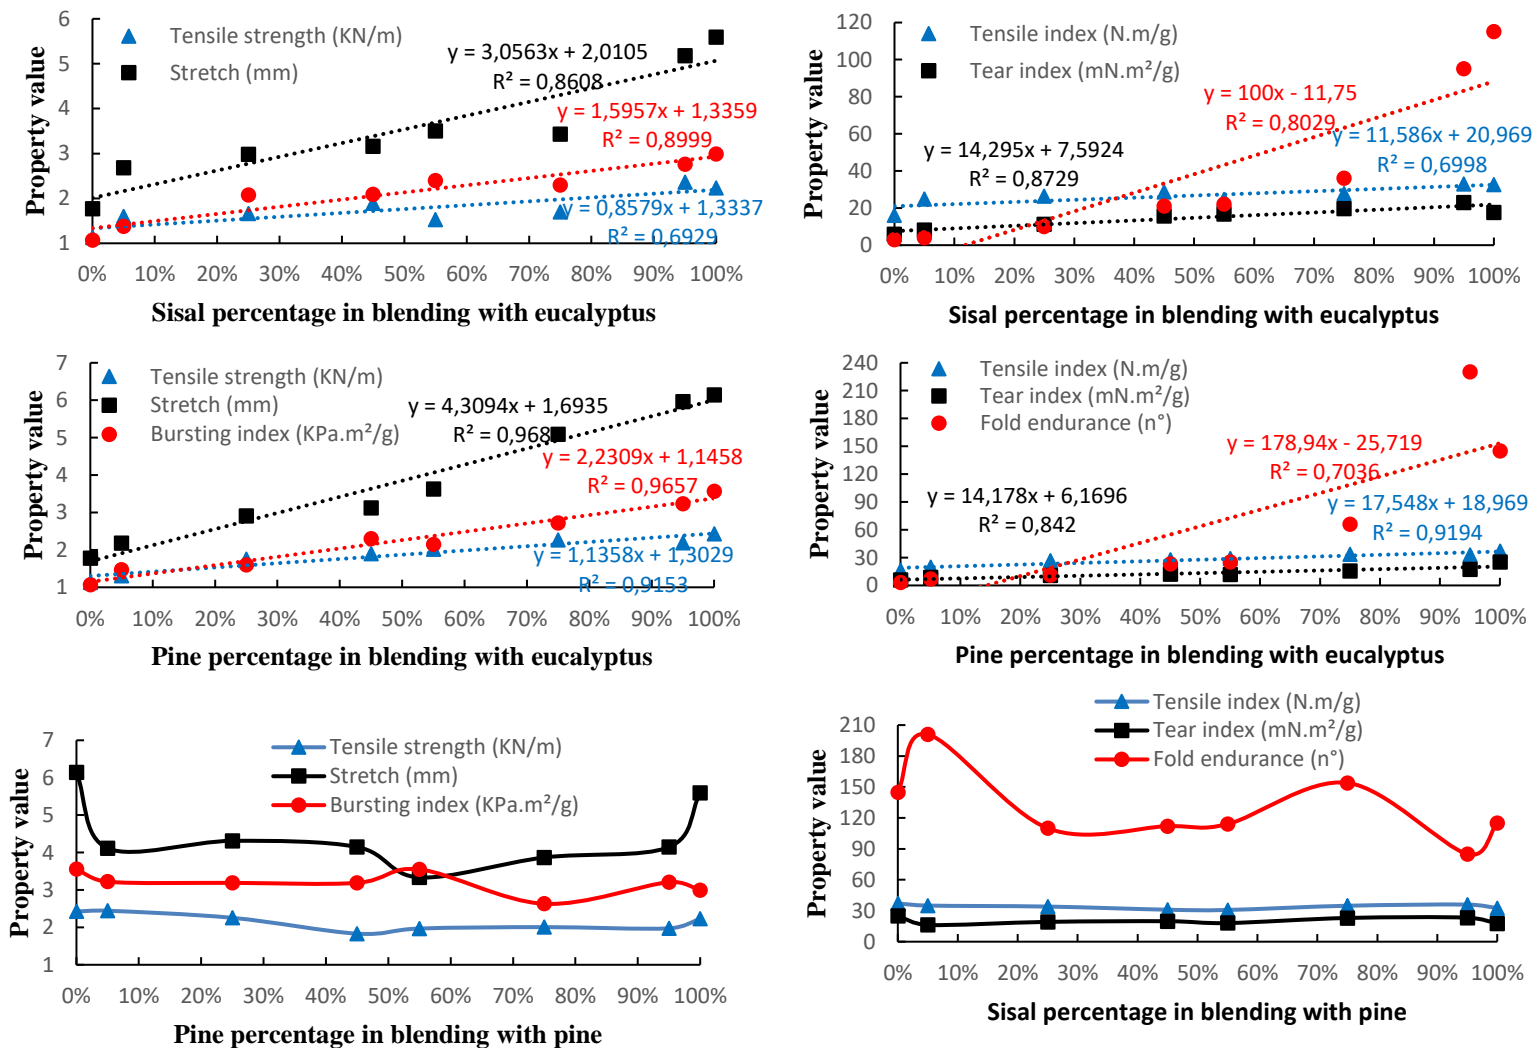 6
5
4
3
2
1
Property value
Tensile strength (KN/m)
Stretch (mm)
y = 3,0563x + 2,0105
R² = 0,8608
y = 1,5957x + 1,3359
R² = 0,8999
y = 0,8579x + 1,3337
R² = 0,6929
0% 10% 20% 30% 40% 50% 60% 70% 80% 90% 100%
Sisal percentage in blending with eucalyptus
120
100
80
60
40
20
0
Property value
Tensile index (N.m/g)
Tear index (mN.m²/g)
y = 100x - 11,75
R² = 0,8029
y = 11,586x + 20,969
R² = 0,6998
y = 14,295x + 7,5924
R² = 0,8729
0% 10% 20% 30% 40% 50% 60% 70% 80% 90% 100%
Sisal percentage in blending with eucalyptus
7
6
5
4
3
2
1
Property value
Tensile strength (KN/m)
Stretch (mm)
Bursting index (KPa.m²/g)
y = 4,3094x + 1,6935
R² = 0,968
y = 2,2309x + 1,1458
R² = 0,9657
y = 1,1358x + 1,3029
R² = 0,9153
0% 10% 20% 30% 40% 50% 60% 70% 80% 90% 100%
Pine percentage in blending with eucalyptus
240
210
180
150
120
90
60
30
0
Property value
Tensile index (N.m/g)
Tear index (mN.m²/g)
Fold endurance (n°)
y = 178,94x - 25,719
R² = 0,7036
y = 14,178x + 6,1696
R² = 0,842
y = 17,548x + 18,969
R² = 0,9194
0% 20% 40% 60% 80% 100%
Pine percentage in blending with eucalyptus
7
6
5
4
3
2
1
Property value
Tensile strength (KN/m)
Stretch (mm)
Bursting index (KPa.m²/g)
0% 10% 20% 30% 40% 50% 60% 70% 80% 90% 100%
Pine percentage in blending with pine
210
180
150
120
90
60
30
0
Property value
Tensile index (N.m/g)
Tear index (mN.m²/g)
Fold endurance (n°)
0% 10% 20% 30% 40% 50% 60% 70% 80% 90% 100%
Sisal percentage in blending with pine